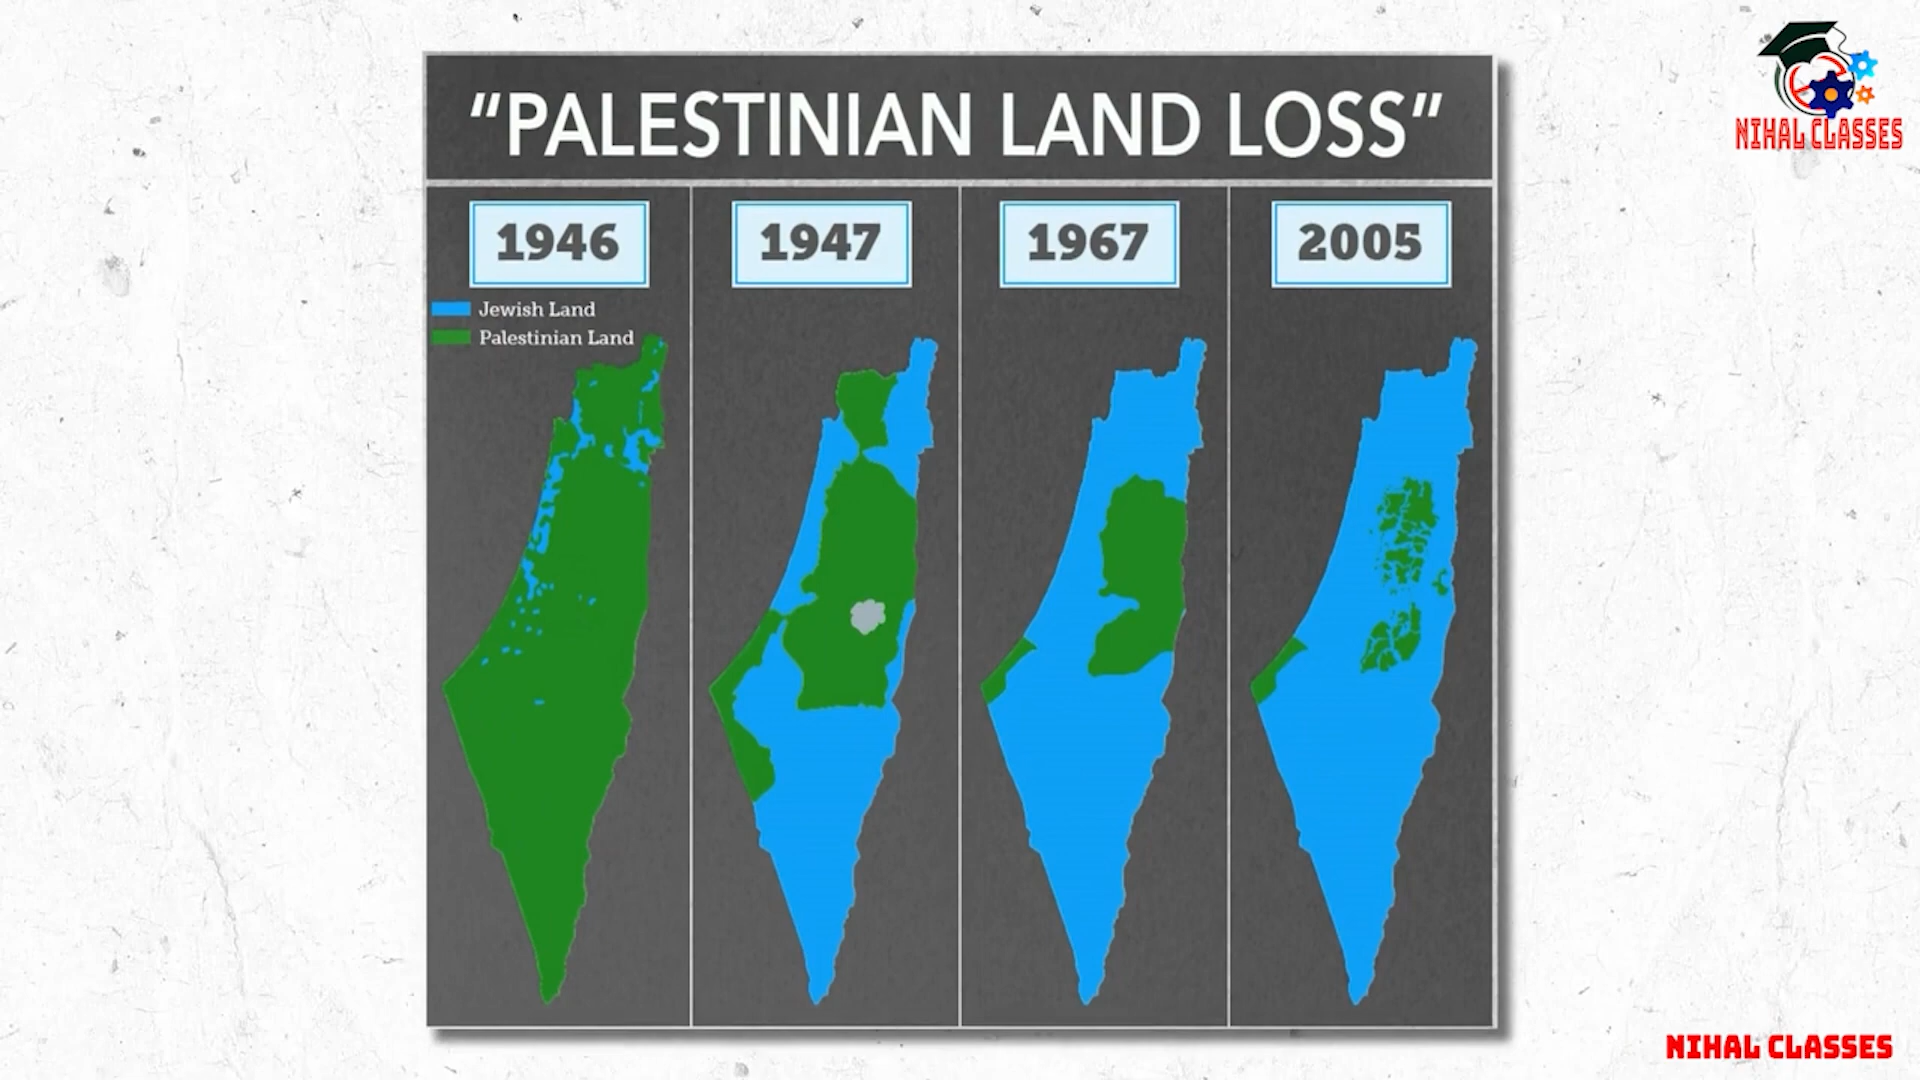 NIHAL CLASSES
“PALESTINIAN LAND LOSS”
1946
1947
1967
2005
Jewish Land
Palestinian Land
NIHAL CLASSES